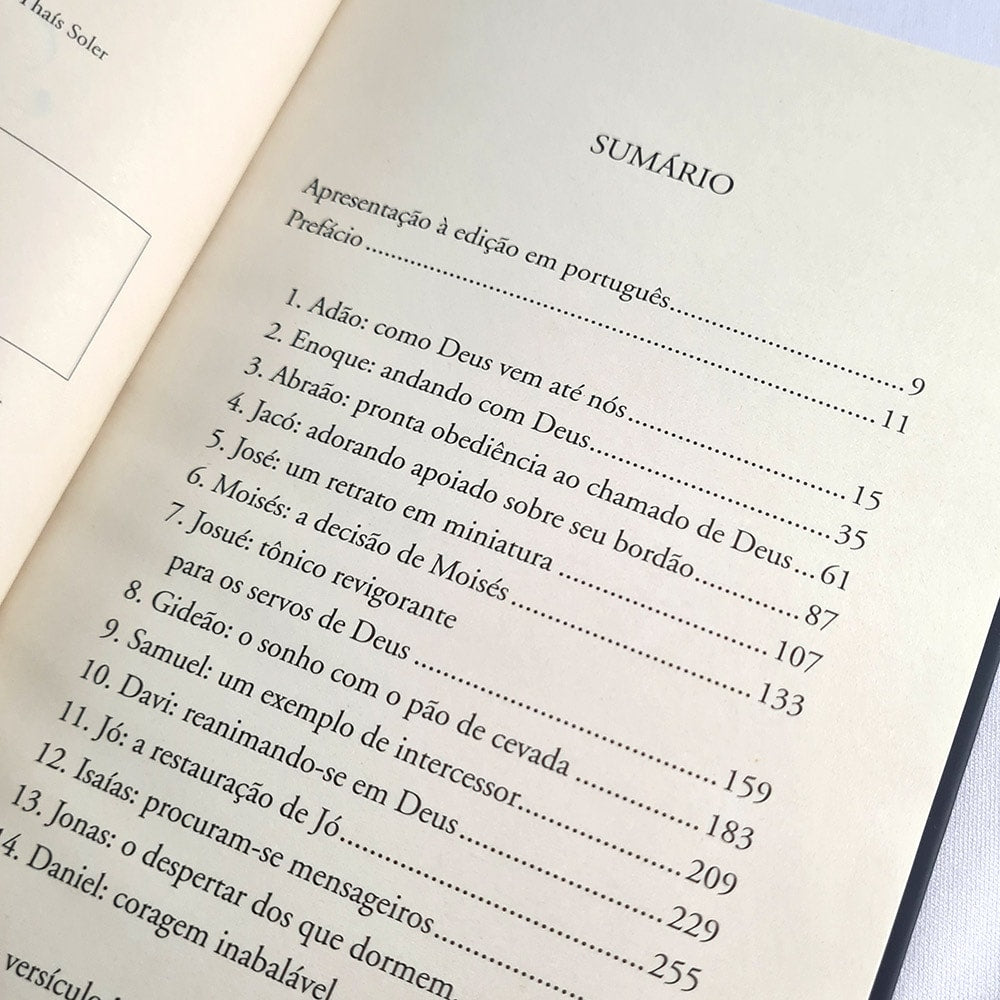 Thaís Soler
SUMÁRIO
Apresentação à edição em português........................ 9
Prefácio........................ 11
1. Adão: como Deus vem até nós........................ 15
2. Enoque: andando com Deus........................ 35
3. Abraão: pronta obediência ao chamado de Deus... 61
4. Jacó: adorando apoiado sobre seu bordão............. 87
5. José: um retrato em miniatura ........................ 107
6. Moisés: a decisão de Moisés........................ 133
7. Josué: tônico revigorante
para os servos de Deus ........................ 159
8. Gideão: o sonho com o pão de cevada ............. 183
9. Samuel: um exemplo de intercessor.................. 209
10. Davi: reanimando-se em Deus........................ 229
11. Jó: a restauração de Jó........................ 255
12. Isaías: procuram-se mensageiros..................
13. Jonas: o despertar dos que dormem.
14. Daniel: coragem inabalável
versículo